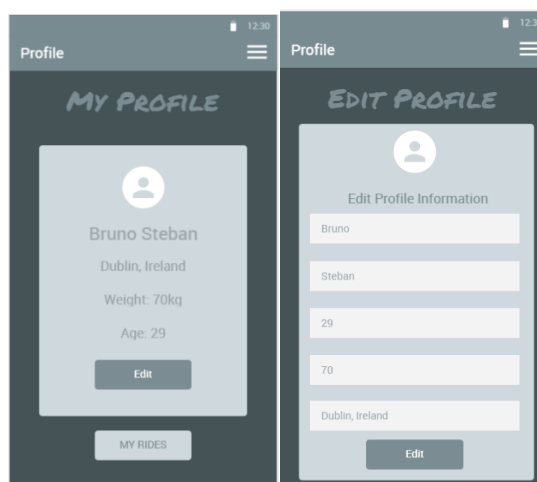 12:30
Profile
My Profile
Bruno Steban
Dublin, Ireland
Weight: 70kg
Age: 29
Edit
MY RIDES
12:3
Profile
Edit Profile
Edit Profile Information
Bruno
Steban
29
70
Dublin, Ireland
Edit